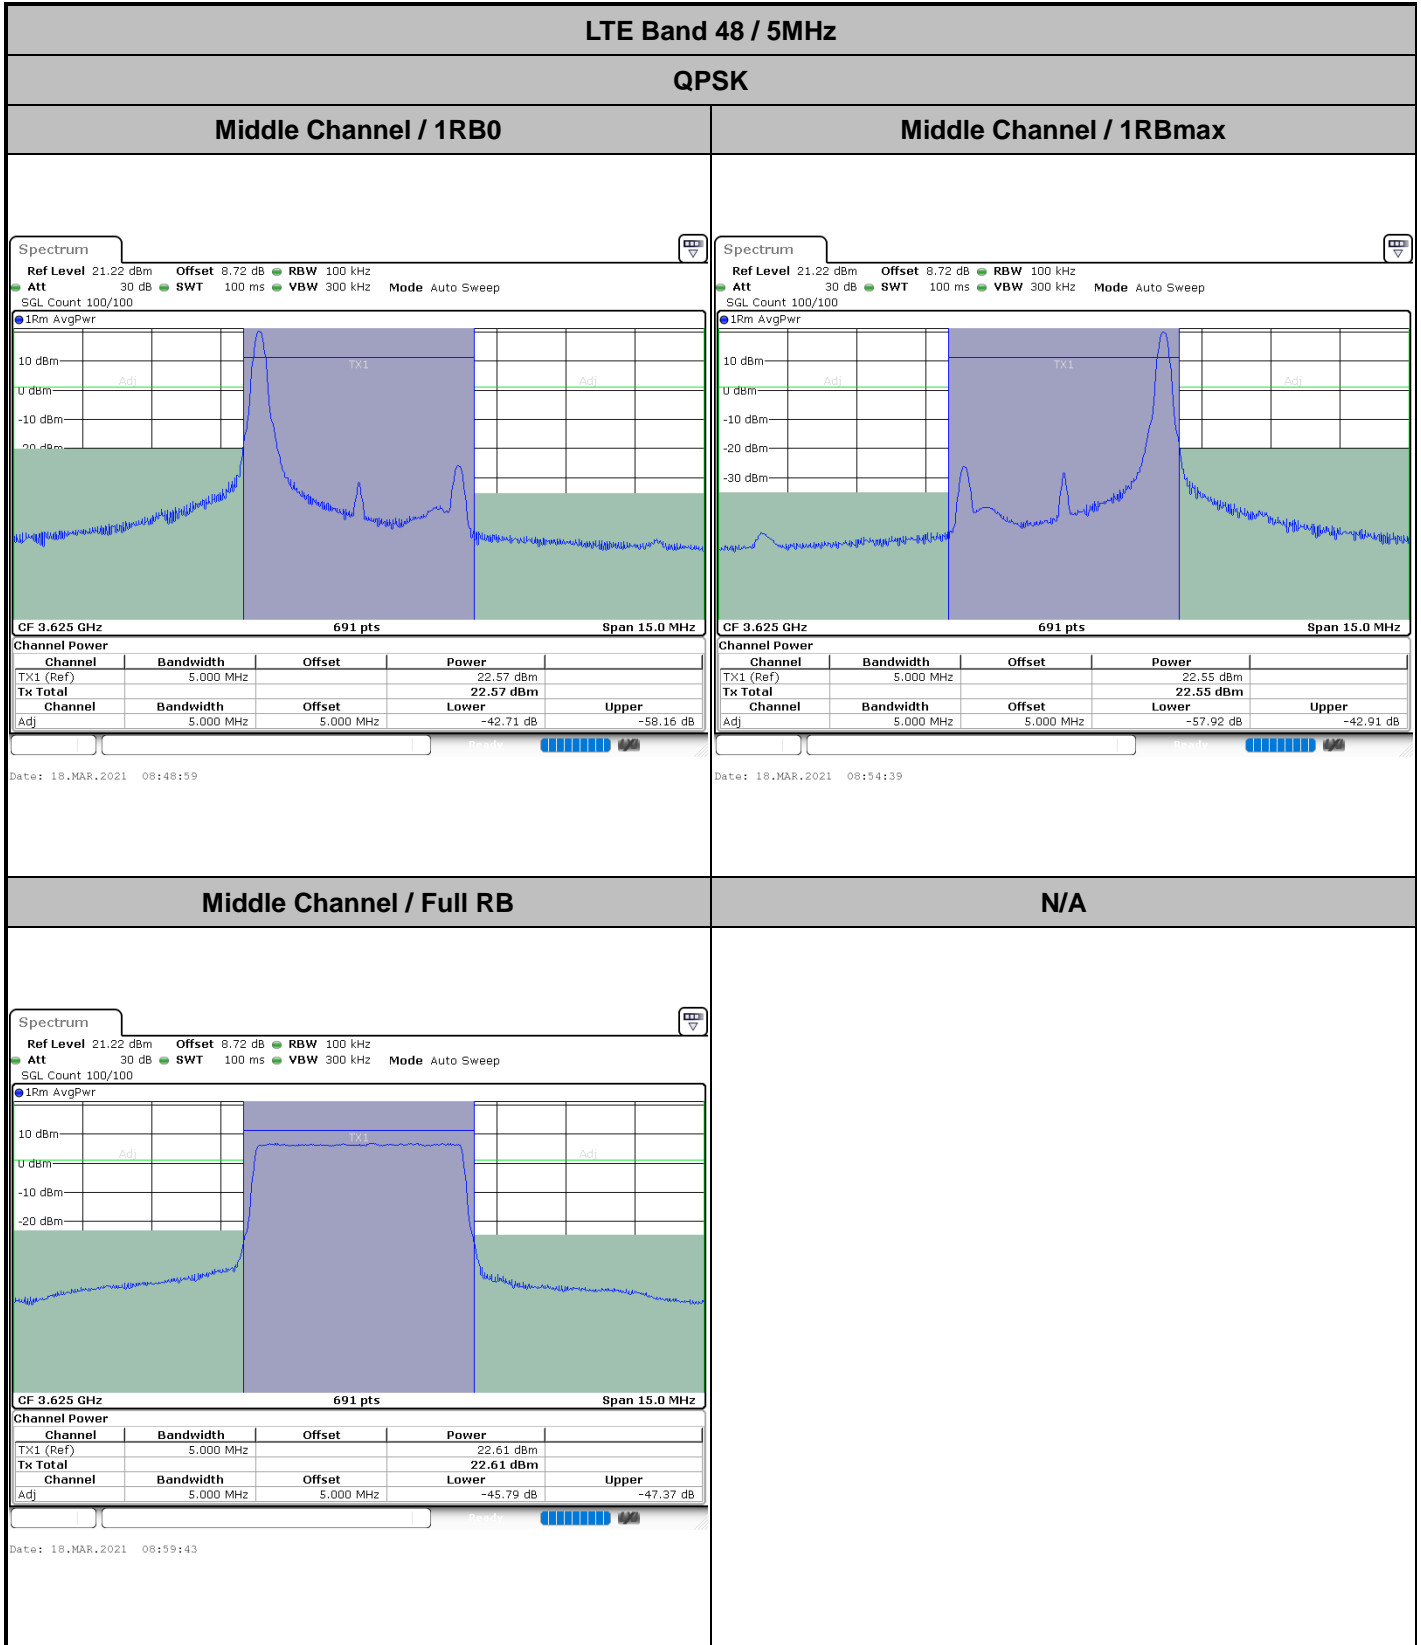 LTE Band 48 / 5MHz
QPSK
Middle Channel / 1RB0
Middle Channel / 1RBmax
Spectrum
Ref Level 21.22 dBm Offset 8.72 dB RBW 100 kHz
Att 30 dB SWT 100 ms VBW 300 kHz Mode Auto Sweep
SGL Count 100/100
1Rm AvgPwr
TX1
Adj
Adj
10 dBm
0 dBm
-10 dBm
-20 dBm
CF 3.625 GHz 691 pts Span 15.0 MHz
Channel Power
Channel Bandwidth Offset Power
TX1 (Ref) 5.000 MHz 22.57 dBm
Tx Total 22.57 dBm
Channel Bandwidth Offset Lower Upper
Adj 5.000 MHz 5.000 MHz -42.71 dB -58.16 dB
Ready
Date: 18.MAR.2021 08:48:59
Spectrum
Ref Level 21.22 dBm Offset 8.72 dB RBW 100 kHz
Att 30 dB SWT 100 ms VBW 300 kHz Mode Auto Sweep
SGL Count 100/100
1Rm AvgPwr
TX1
Adj
Adj
10 dBm
0 dBm
-10 dBm
-20 dBm
-30 dBm
CF 3.625 GHz 691 pts Span 15.0 MHz
Channel Power
Channel Bandwidth Offset Power
TX1 (Ref) 5.000 MHz 22.55 dBm
Tx Total 22.55 dBm
Channel Bandwidth Offset Lower Upper
Adj 5.000 MHz 5.000 MHz -57.92 dB -42.91 dB
Ready
Date: 18.MAR.2021 08:54:39
Middle Channel / Full RB
N/A
Spectrum
Ref Level 21.22 dBm Offset 8.72 dB RBW 100 kHz
Att 30 dB SWT 100 ms VBW 300 kHz Mode Auto Sweep
SGL Count 100/100
1Rm AvgPwr
TX1
Adj
Adj
10 dBm
0 dBm
-10 dBm
-20 dBm
CF 3.625 GHz 691 pts Span 15.0 MHz
Channel Power
Channel Bandwidth Offset Power
TX1 (Ref) 5.000 MHz 22.61 dBm
Tx Total 22.61 dBm
Channel Bandwidth Offset Lower Upper
Adj 5.000 MHz 5.000 MHz -45.79 dB -47.37 dB
Ready
Date: 18.MAR.2021 08:59:43